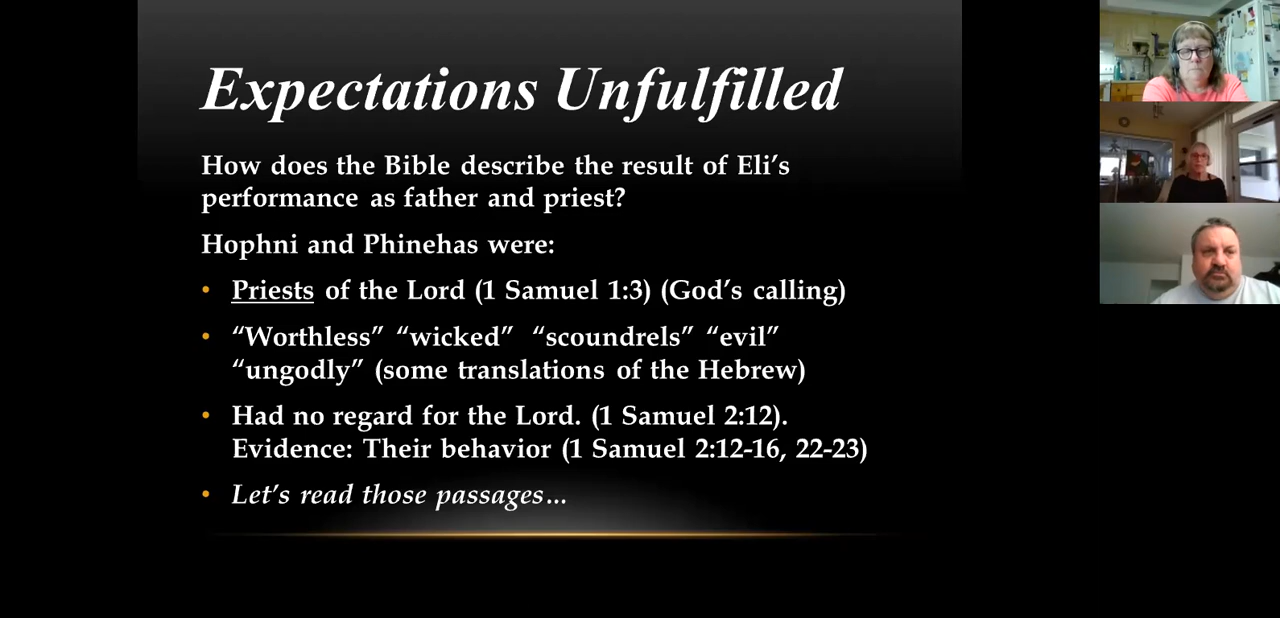 Expectations Unfulfilled
How does the Bible describe the result of Eli’s
performance as father and priest?
Hophni and Phinehas were:
• Priests of the Lord (1 Samuel 1:3) (God’s calling)
• “Worthless” “wicked”  “scoundrels” “evil”
“ungodly” (some translations of the Hebrew)
• Had no regard for the Lord. (1 Samuel 2:12).
Evidence: Their behavior (1 Samuel 2:12-16, 22-23)
• Let’s read those passages…